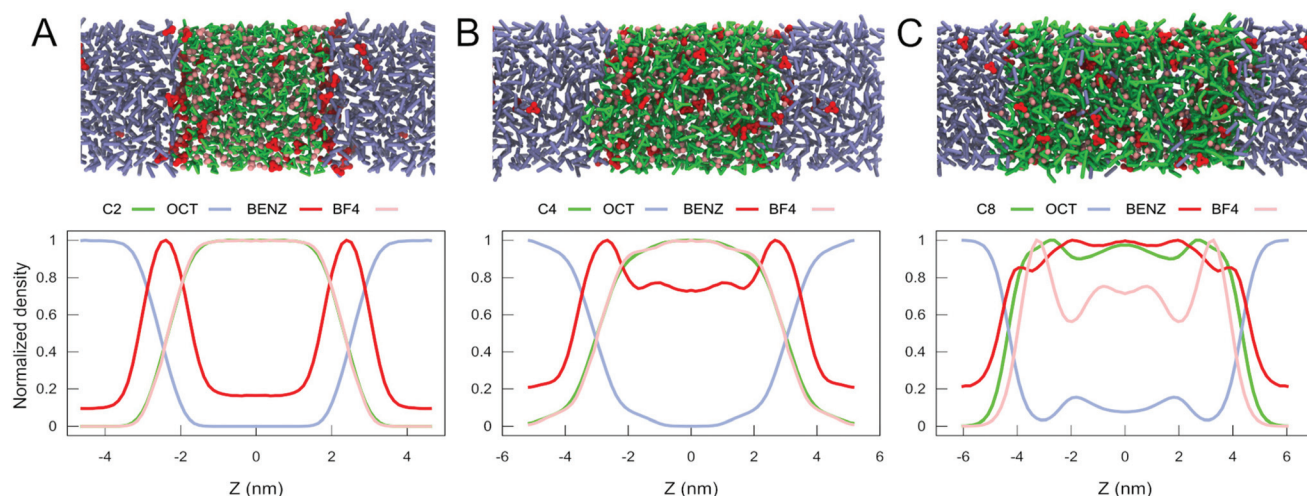 A
B
C
C2 OCT BENZ BF4
C4 OCT BENZ BF4
C8 OCT BENZ BF4
Normalized density
1
0.8
0.6
0.4
0.2
0
-4 -2 0 2 4
Z (nm)
1
0.8
0.6
0.4
0.2
0
-6 -4 -2 0 2 4 6
Z (nm)
1
0.8
0.6
0.4
0.2
0
-6 -4 -2 0 2 4 6
Z (nm)